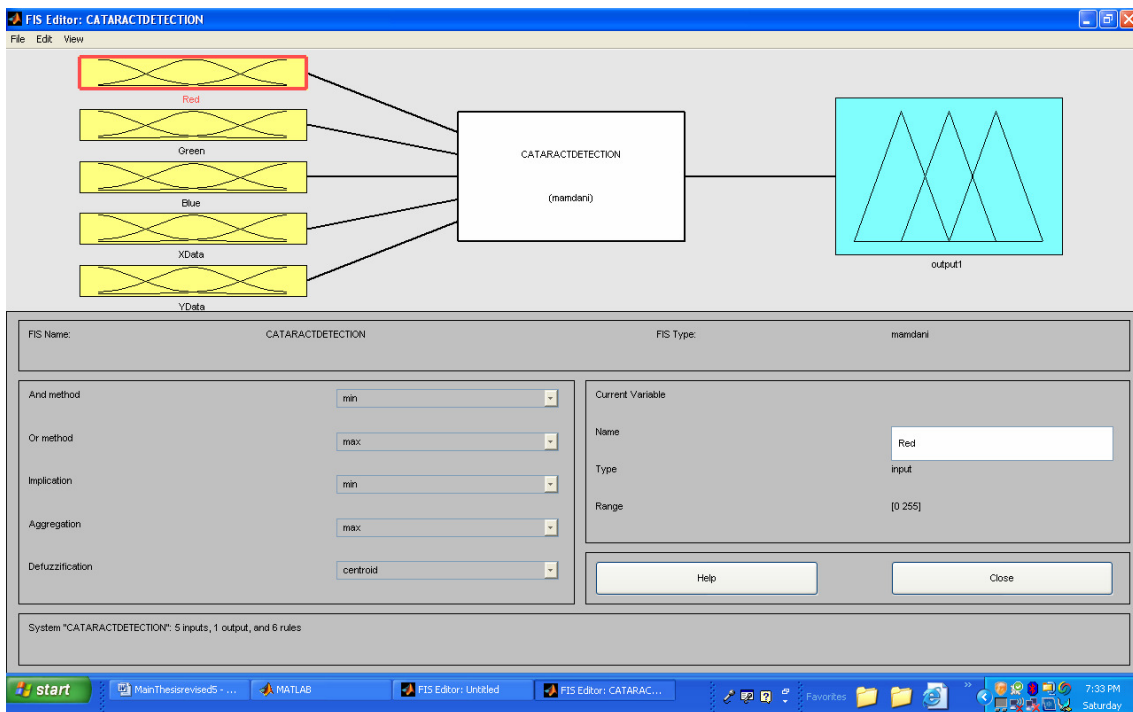 FIS Editor: CATARACTDETECTION
File Edit View
Red
Green
Blue
XData
YData
CATARACTDETECTION
(mamdani)
output1
FIS Name: CATARACTDETECTION FIS Type: mamdani
And method min
Or method max
Implication min
Aggregation max
Defuzzification centroid
Current Variable
Name Red
Type input
Range [0 255]
Help Close
System "CATARACTDETECTION": 5 inputs, 1 output, and 6 rules
start MainThesisrevised5 - ... MATLAB FIS Editor: Untitled FIS Editor: CATARAC... Favorites 7:33 PM
Saturday